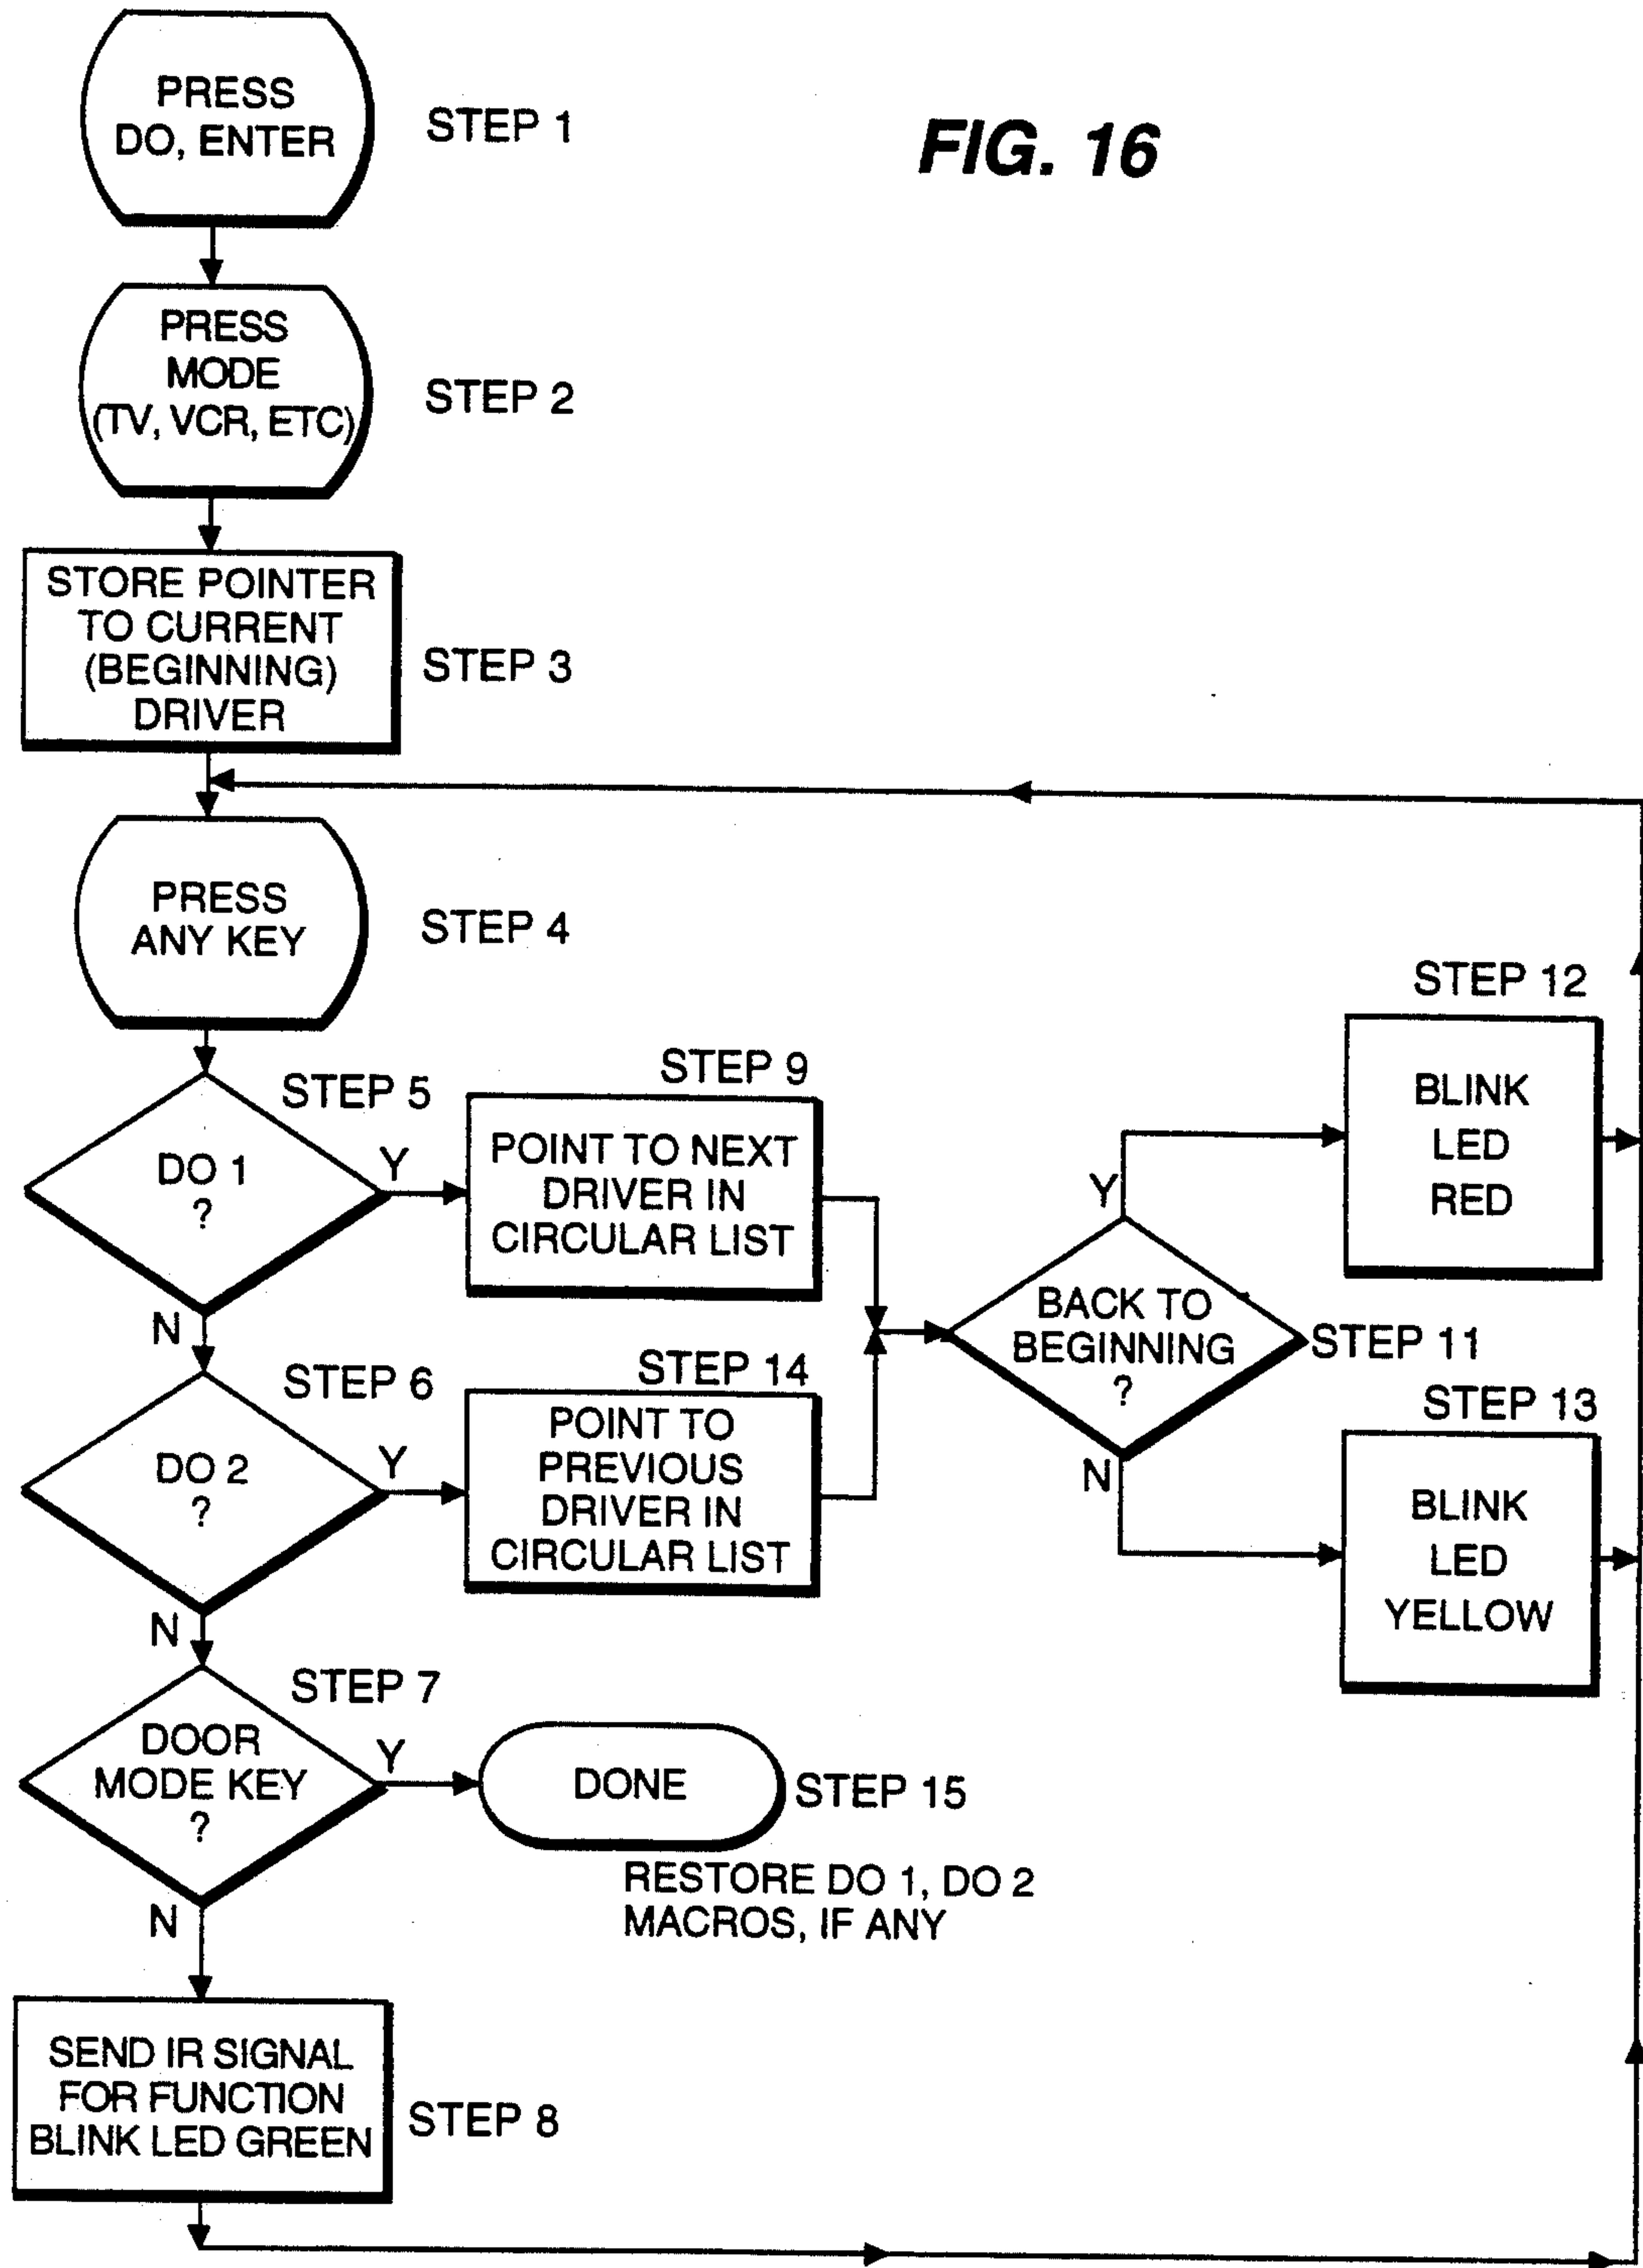 PRESS
DO, ENTER
STEP 1
FIG. 16
PRESS
MODE
(TV, VCR, ETC)
STEP 2
STORE POINTER
TO CURRENT
(BEGINNING)
DRIVER
STEP 3
PRESS
ANY KEY
STEP 4
STEP 5
DO 1
?
Y
N
STEP 9
POINT TO NEXT
DRIVER IN
CIRCULAR LIST
STEP 6
DO 2
?
Y
N
STEP 14
POINT TO
PREVIOUS
DRIVER IN
CIRCULAR LIST
BACK TO
BEGINNING
?
STEP 11
Y
N
STEP 12
BLINK
LED
RED
STEP 13
BLINK
LED
YELLOW
STEP 7
DOOR
MODE KEY
?
Y
N
DONE
STEP 15
RESTORE DO 1, DO 2
MACROS, IF ANY
SEND IR SIGNAL
FOR FUNCTION
BLINK LED GREEN
STEP 8